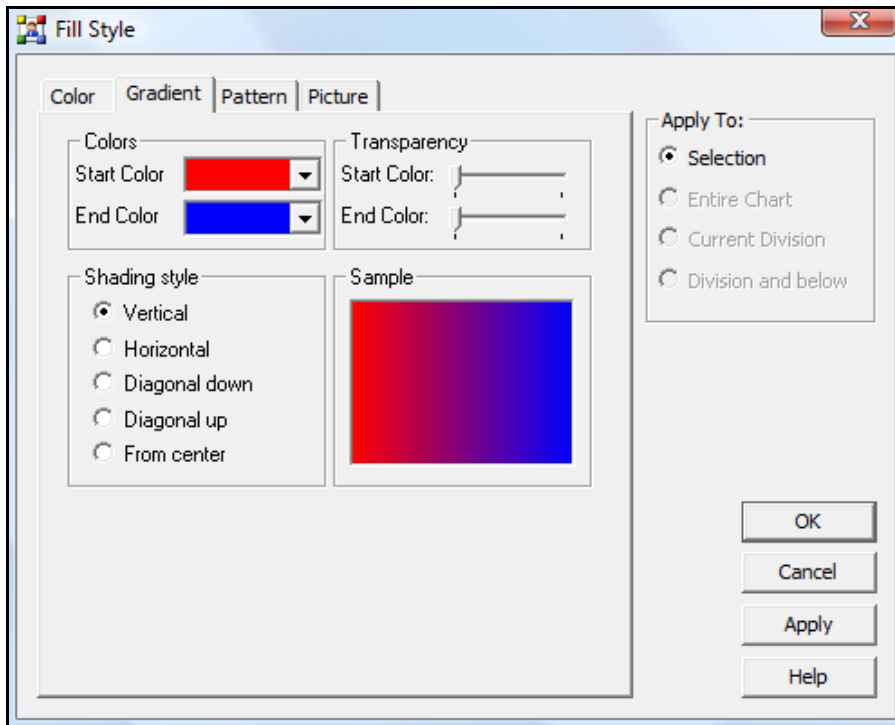 Fill Style
Color Gradient Pattern Picture
Colors
Start Color
End Color
Transparency
Start Color:
End Color:
Shading style
Vertical
Horizontal
Diagonal down
Diagonal up
From center
Sample
Apply To:
Selection
Entire Chart
Current Division
Division and below
OK
Cancel
Apply
Help